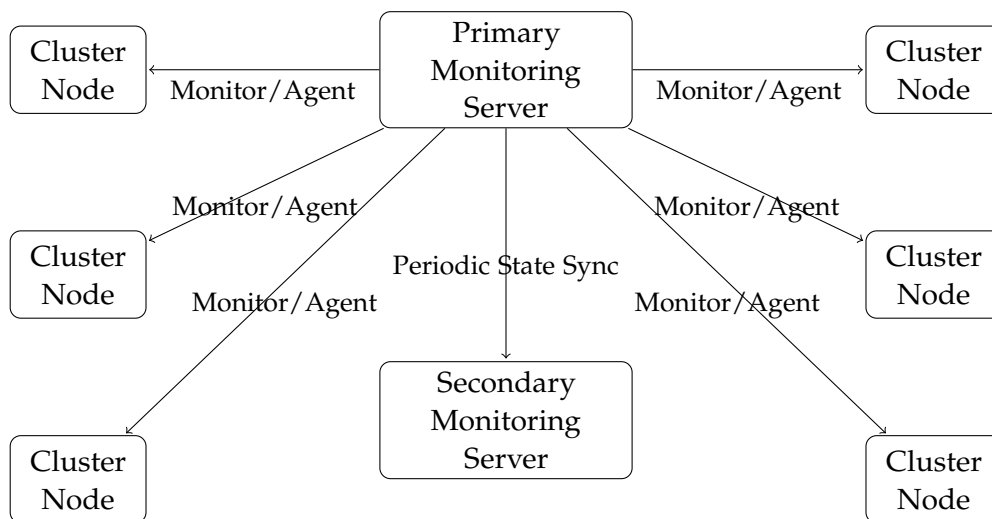 Cluster
Node
Primary
Monitoring
Server
Cluster
Node
Monitor/Agent
Monitor/Agent
Monitor/Agent
Monitor/Agent
Cluster
Node
Periodic State Sync
Cluster
Node
Monitor/Agent
Monitor/Agent
Secondary
Monitoring
Server
Cluster
Node
Cluster
Node